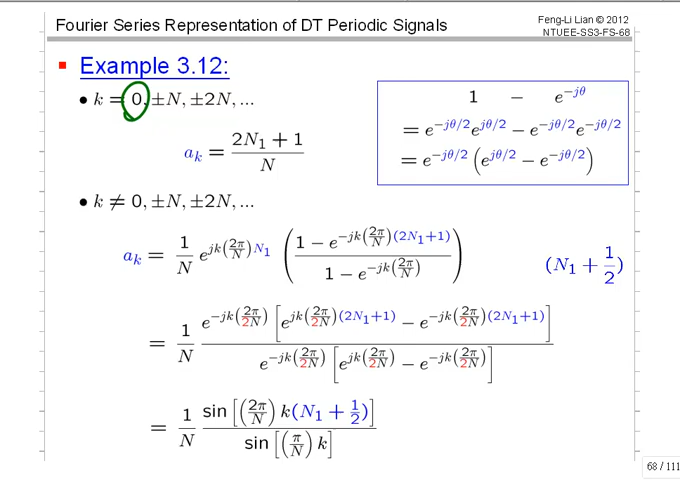 Fourier Series Representation of DT Periodic Signals
Feng-Li Lian © 2012
NTUEE-SS3-FS-68
Example 3.12:
• k = 0, ±N, ±2N, ...
a_k = (2N_1 + 1) / N
1 − e^{−jθ}
= e^{−jθ/2} e^{jθ/2} − e^{−jθ/2} e^{−jθ/2}
= e^{−jθ/2} (e^{jθ/2} − e^{−jθ/2})
• k ≠ 0, ±N, ±2N, ...
a_k = 1/N e^{jk(2π/N)N_1} ( (1 − e^{−jk(2π/N)(2N_1+1)}) / (1 − e^{−jk(2π/N)}) )
(N_1 + 1/2)
= 1/N e^{−jk(2π/2N)} [e^{jk(2π/2N)(2N_1+1)} − e^{−jk(2π/2N)(2N_1+1)}] / e^{−jk(2π/2N)} [e^{jk(2π/2N)} − e^{−jk(2π/2N)}]
= 1/N sin[(2π/N) k(N_1 + 1/2)] / sin[(π/N) k]
68 / 111